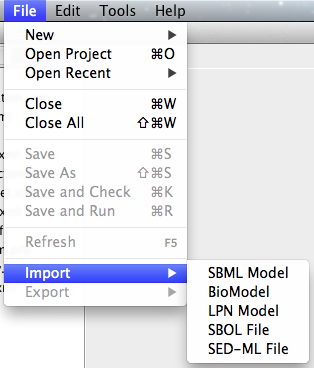 File Edit Tools Help
New ▶
Open Project ⌘O
Open Recent ▶
Close ⌘W
Close All ⇧⌘W
Save ⌘S
Save As ⇧⌘S
Save and Check ⌘K
Save and Run ⌘R
Refresh F5
Import ▶
Export ▶
SBML Model
BioModel
LPN Model
SBOL File
SED-ML File